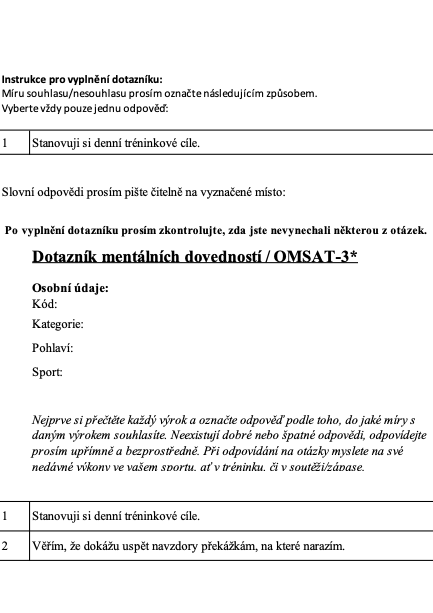 Instrukce pro vyplnění dotazníku:
Míru souhlasu/nesouhlasu prosím označte následujícím způsobem.
Vyberte vždy pouze jednu odpověď:
1 Stanovuji si denní tréninkové cíle.
Slovní odpovědi prosím pište čitelně na vyznačené místo:
Po vyplnění dotazníku prosím zkontrolujte, zda jste nevynechali některou z otázek.
Dotazník mentálních dovedností / OMSAT-3*
Osobní údaje:
Kód:
Kategorie:
Pohlaví:
Sport:
Nejprve si přečtěte každý výrok a označte odpověď podle toho, do jaké míry s
daným výrokem souhlasíte. Neexistují dobré nebo špatné odpovědi, odpovídejte
prosím upřímně a bezprostředně. Při odpovídání na otázky myslete na své
nedávné výkony ve vašem sportu, ať v tréninku, či v soutěži/zápase.
1 Stanovuji si denní tréninkové cíle.
2 Věřím, že dokážu uspět navzdory překážkám, na které narazím.